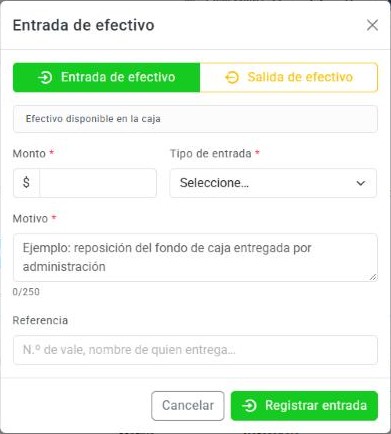 Entrada de efectivo
Entrada de efectivo
Salida de efectivo
Efectivo disponible en la caja
Monto *
Tipo de entrada *
$
Seleccione...
Motivo *
Ejemplo: reposición del fondo de caja entregada por
administración
0/250
Referencia
N.º de vale, nombre de quien entrega...
Cancelar
Registrar entrada